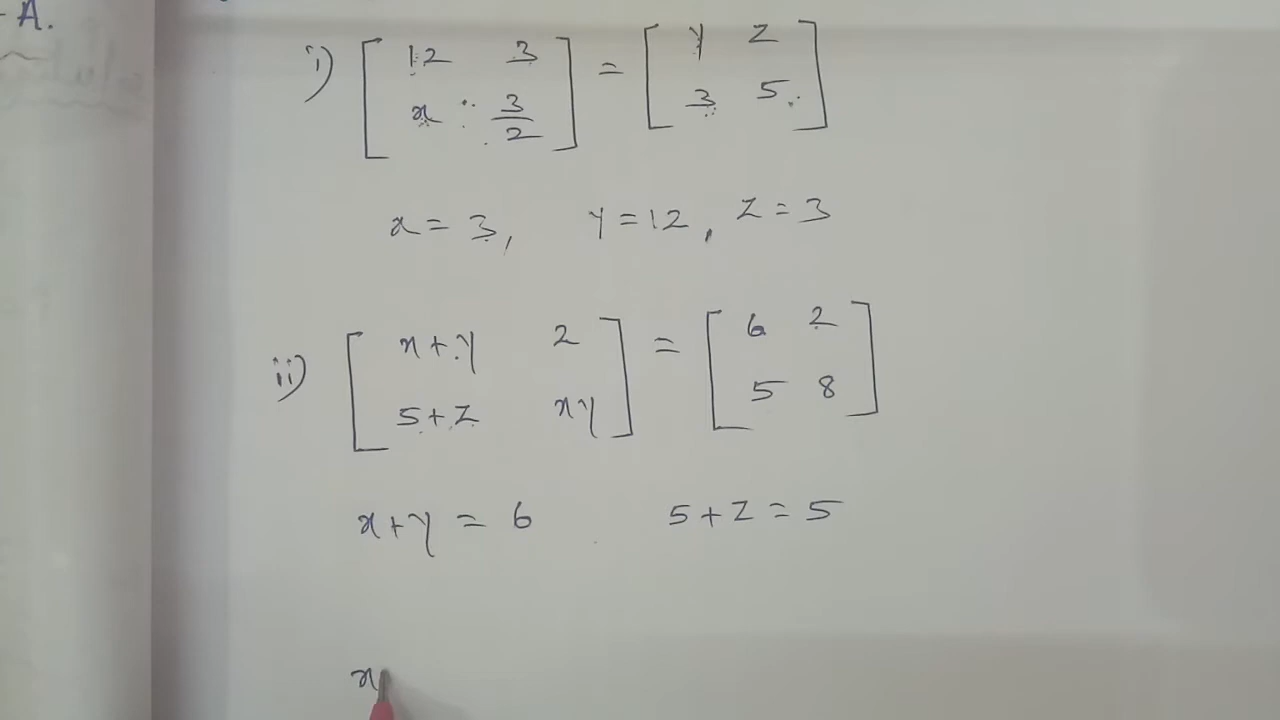 A.
i) [ 12 3 ] = [ y z ]
[ x 3/2 ] [ 3 5 ]
x = 3, y = 12, z = 3
ii) [ x+y 2 ] = [ 6 2 ]
[ 5+z xy ] [ 5 8 ]
x+y = 6 5+z = 5
x